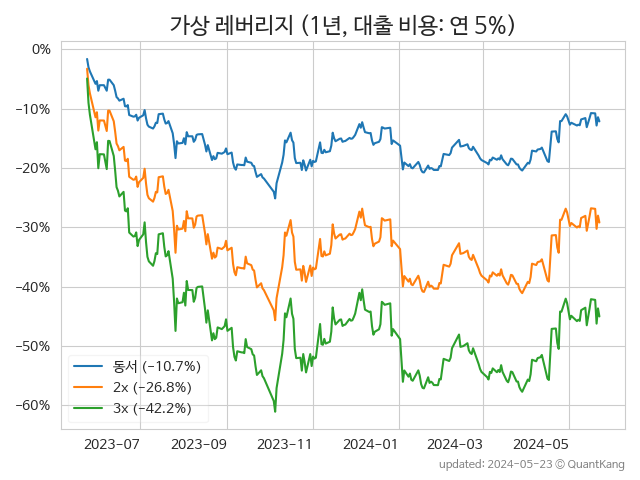 가상 레버리지 (1년, 대출 비용: 연 5%)
0%
−10%
−20%
−30%
−40%
−50%
−60%
동서 (−10.7%)
2x (−26.8%)
3x (−42.2%)
2023-07 2023-09 2023-11 2024-01 2024-03 2024-05
updated: 2024-05-23 © QuantKang